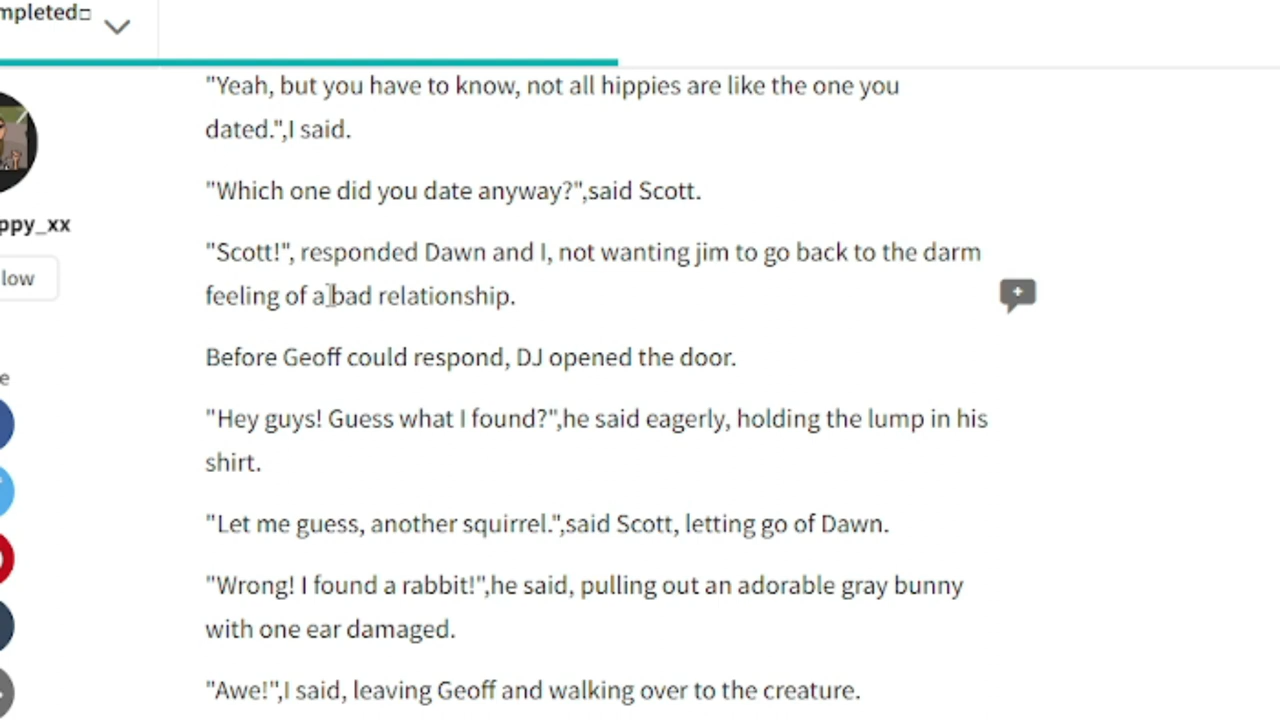 mpleted
"Yeah, but you have to know, not all hippies are like the one you
dated.",I said.
"Which one did you date anyway?",said Scott.
ppy_xx
"Scott!", responded Dawn and I, not wanting jim to go back to the darm
low
feeling of a bad relationship.
Before Geoff could respond, DJ opened the door.
e
"Hey guys! Guess what I found?",he said eagerly, holding the lump in his
shirt.
"Let me guess, another squirrel.",said Scott, letting go of Dawn.
"Wrong! I found a rabbit!",he said, pulling out an adorable gray bunny
with one ear damaged.
"Awe!",I said, leaving Geoff and walking over to the creature.